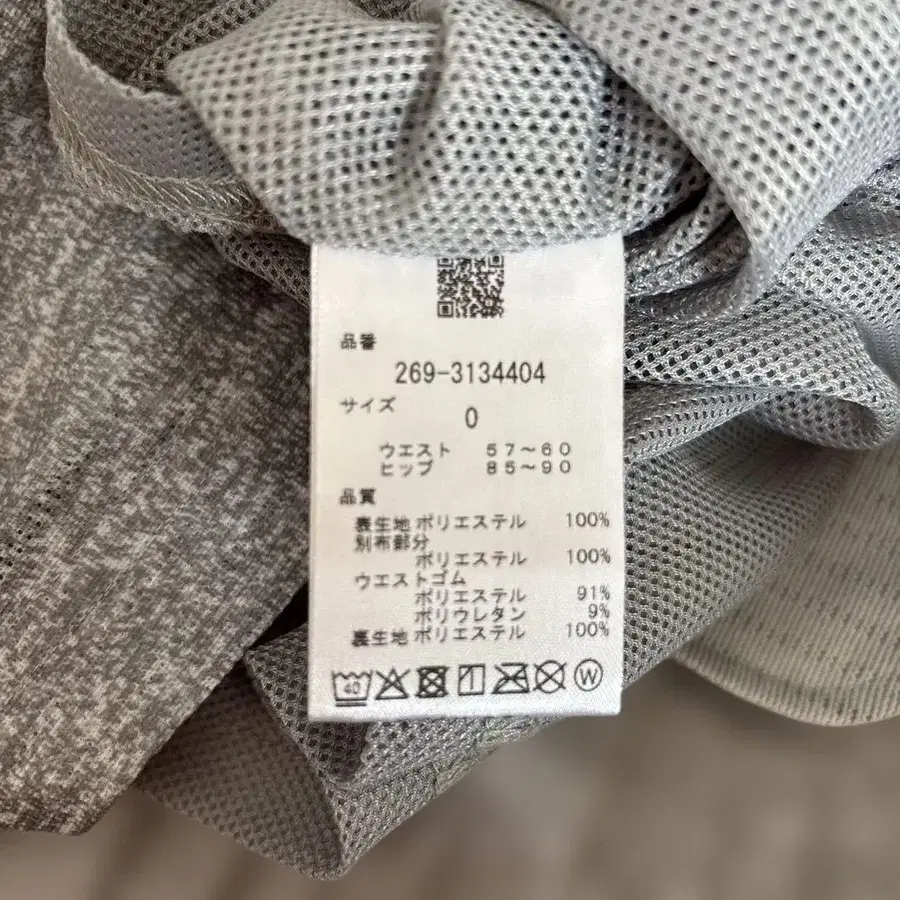 品番
269-3134404
サイズ
0
ウエスト 57～60
ヒップ 85～90
品質
表生地 ポリエステル 100%
別布部分
ポリエステル 100%
ウエストゴム
ポリエステル 91%
ポリウレタン 9%
裏生地 ポリエステル 100%
40 W